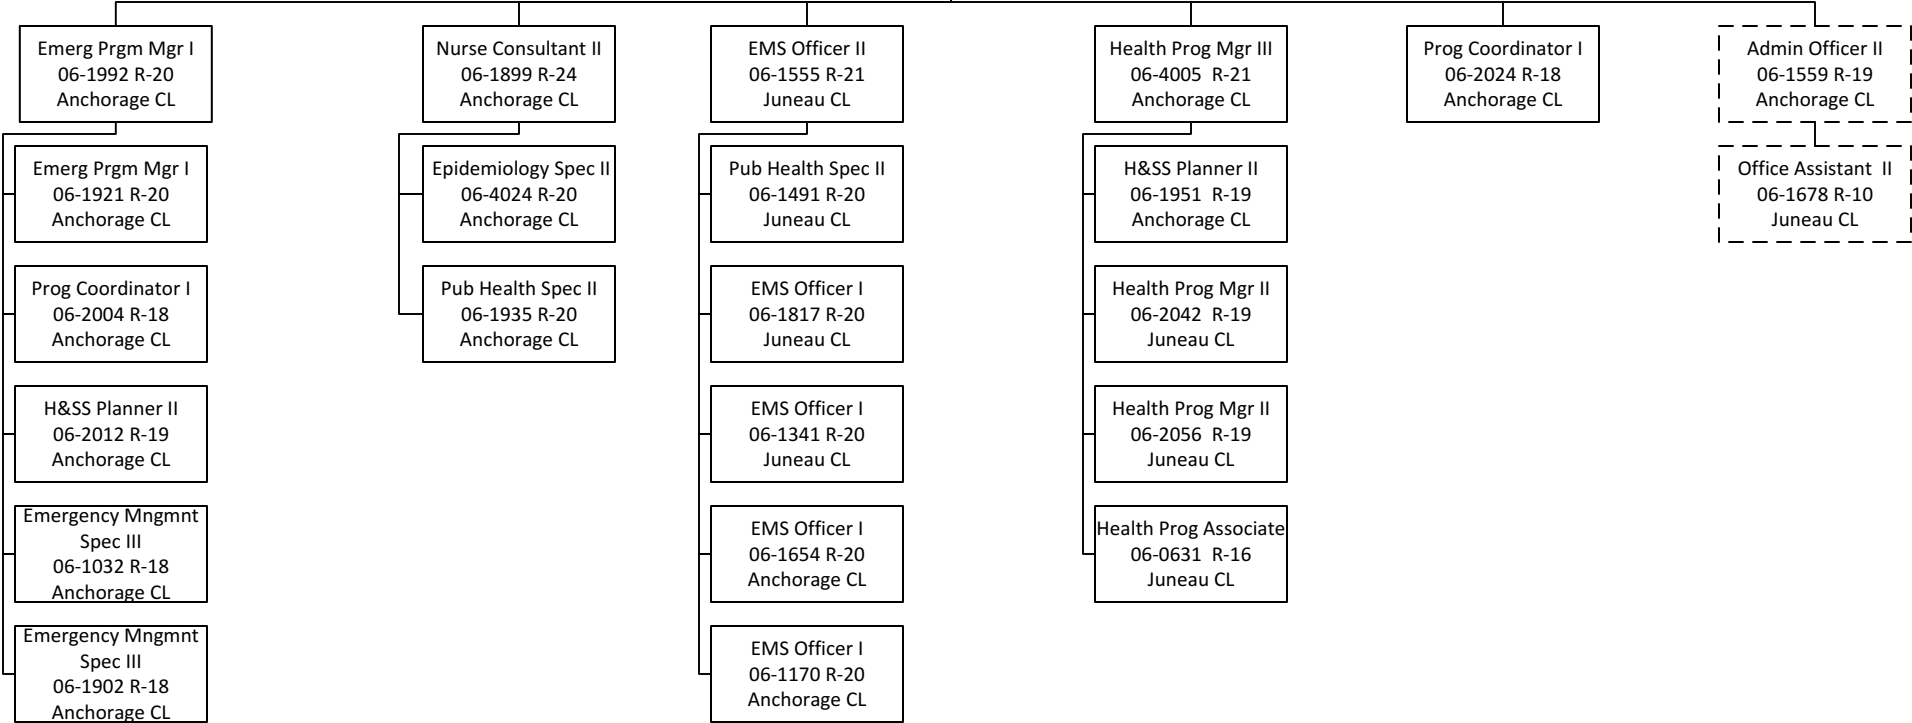 Emerg Prgm Mgr I
06-1992 R-20
Anchorage CL
Emerg Prgm Mgr I
06-1921 R-20
Anchorage CL
Prog Coordinator I
06-2004 R-18
Anchorage CL
H&SS Planner II
06-2012 R-19
Anchorage CL
Emergency Mngmnt
Spec III
06-1032 R-18
Anchorage CL
Emergency Mngmnt
Spec III
06-1902 R-18
Anchorage CL
Nurse Consultant II
06-1899 R-24
Anchorage CL
Epidemiology Spec II
06-4024 R-20
Anchorage CL
Pub Health Spec II
06-1935 R-20
Anchorage CL
EMS Officer II
06-1555 R-21
Juneau CL
Pub Health Spec II
06-1491 R-20
Juneau CL
EMS Officer I
06-1817 R-20
Juneau CL
EMS Officer I
06-1341 R-20
Juneau CL
EMS Officer I
06-1654 R-20
Anchorage CL
EMS Officer I
06-1170 R-20
Anchorage CL
Health Prog Mgr III
06-4005 R-21
Anchorage CL
H&SS Planner II
06-1951 R-19
Anchorage CL
Health Prog Mgr II
06-2042 R-19
Juneau CL
Health Prog Mgr II
06-2056 R-19
Juneau CL
Health Prog Associate
06-0631 R-16
Juneau CL
Prog Coordinator I
06-2024 R-18
Anchorage CL
Admin Officer II
06-1559 R-19
Anchorage CL
Office Assistant II
06-1678 R-10
Juneau CL